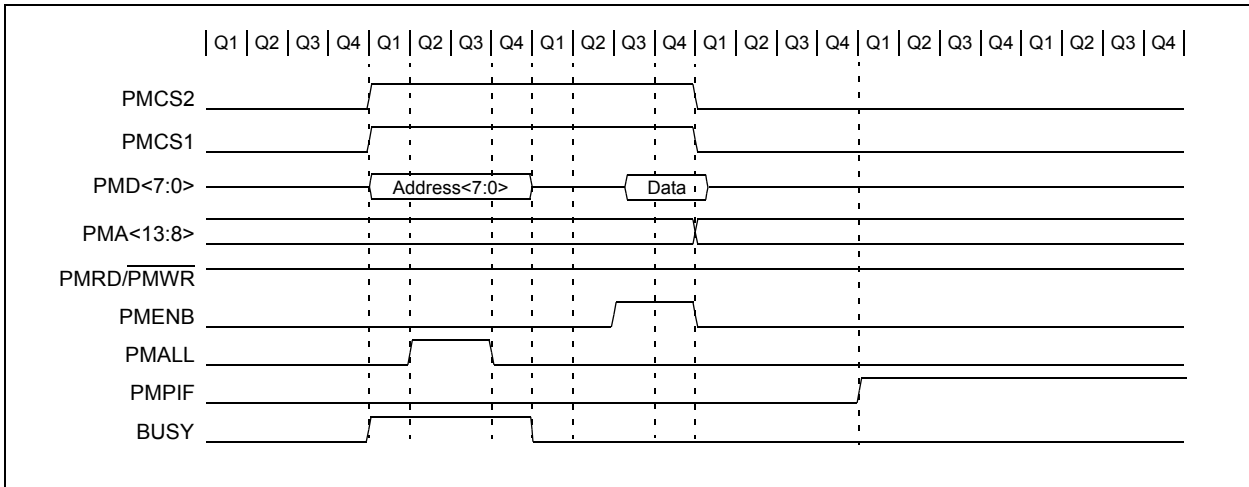 Q1 Q2 Q3 Q4 Q1 Q2 Q3 Q4 Q1 Q2 Q3 Q4 Q1 Q2 Q3 Q4 Q1 Q2 Q3 Q4 Q1 Q2 Q3 Q4
PMCS2
PMCS1
PMD<7:0> Address<7:0> Data
PMA<13:8>
PMRD/PMWR
PMENB
PMALL
PMPIF
BUSY